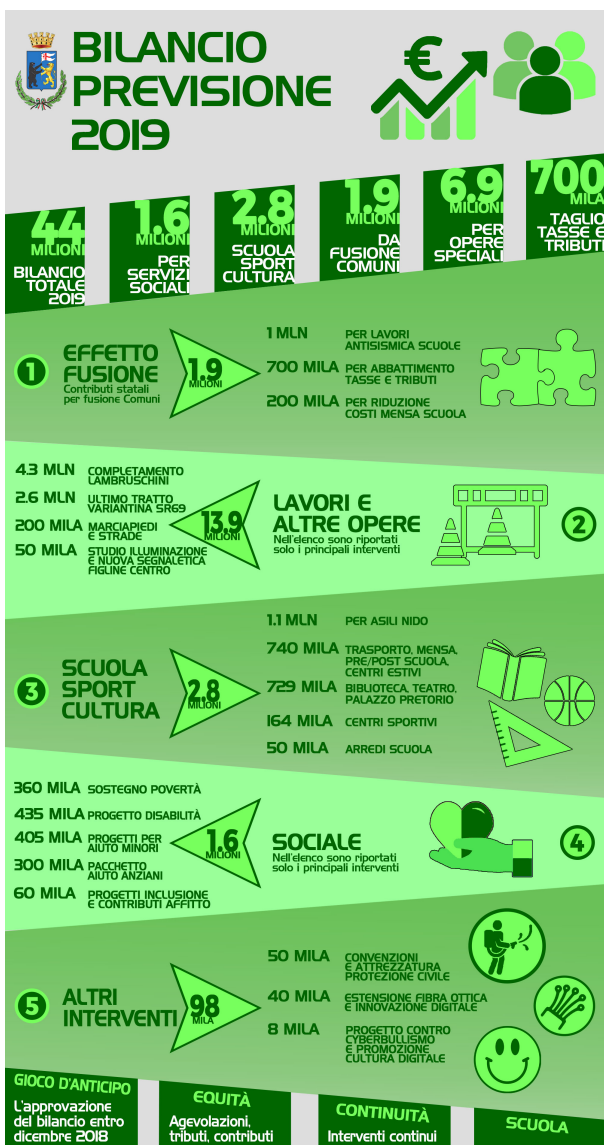 BILANCIO
PREVISIONE
2019
€
44
MILIONI
BILANCIO
TOTALE
2019
1.6
MILIONI
PER
SERVIZI
SOCIALI
2.8
MILIONI
SCUOLA
SPORT
CULTURA
1.9
MILIONI
DA
FUSIONE
COMUNI
6.9
MILIONI
PER
OPERE
SPECIALI
700
MILA
TAGLIO
TASSE E
TRIBUTI
1
EFFETTO
FUSIONE
Contributi statali
per fusione Comuni
1.9
MILIONI
1 MLN PER LAVORI
ANTISISMICA SCUOLE
700 MILA PER ABBATTIMENTO
TASSE E TRIBUTI
200 MILA PER RIDUZIONE
COSTI MENSA SCUOLA
4.3 MLN COMPLETAMENTO
LAMBRUSCHINI
2.6 MLN ULTIMO TRATTO
VARIANTINA SR69
200 MILA MARCIAPIEDI
E STRADE
50 MILA STUDIO ILLUMINAZIONE
E NUOVA SEGNALETICA
FIGLINE CENTRO
13.9
MILIONI
LAVORI E
ALTRE OPERE
Nell'elenco sono riportati
solo i principali interventi
2
3
SCUOLA
SPORT
CULTURA
2.8
MILIONI
1.1 MLN PER ASILI NIDO
740 MILA TRASPORTO, MENSA,
PRE/POST SCUOLA,
CENTRI ESTIVI
729 MILA BIBLIOTECA, TEATRO,
PALAZZO PRETORIO
164 MILA CENTRI SPORTIVI
50 MILA ARREDI SCUOLA
360 MILA SOSTEGNO POVERTÀ
435 MILA PROGETTO DISABILITÀ
405 MILA PROGETTI PER
AIUTO MINORI
300 MILA PACCHETTO
AIUTO ANZIANI
60 MILA PROGETTI INCLUSIONE
E CONTRIBUTI AFFITTO
1.6
MILIONI
SOCIALE
Nell'elenco sono riportati
solo i principali interventi
4
5
ALTRI
INTERVENTI
98
MILA
50 MILA CONVENZIONI
E ATTREZZATURA
PROTEZIONE CIVILE
40 MILA ESTENSIONE FIBRA OTTICA
E INNOVAZIONE DIGITALE
8 MILA PROGETTO CONTRO
CYBERBULLISMO
E PROMOZIONE
CULTURA DIGITALE
GIOCO D'ANTICIPO
L'approvazione
del bilancio entro
dicembre 2018
EQUITÀ
Agevolazioni,
tributi, contributi
CONTINUITÀ
Interventi continui
SCUOLA